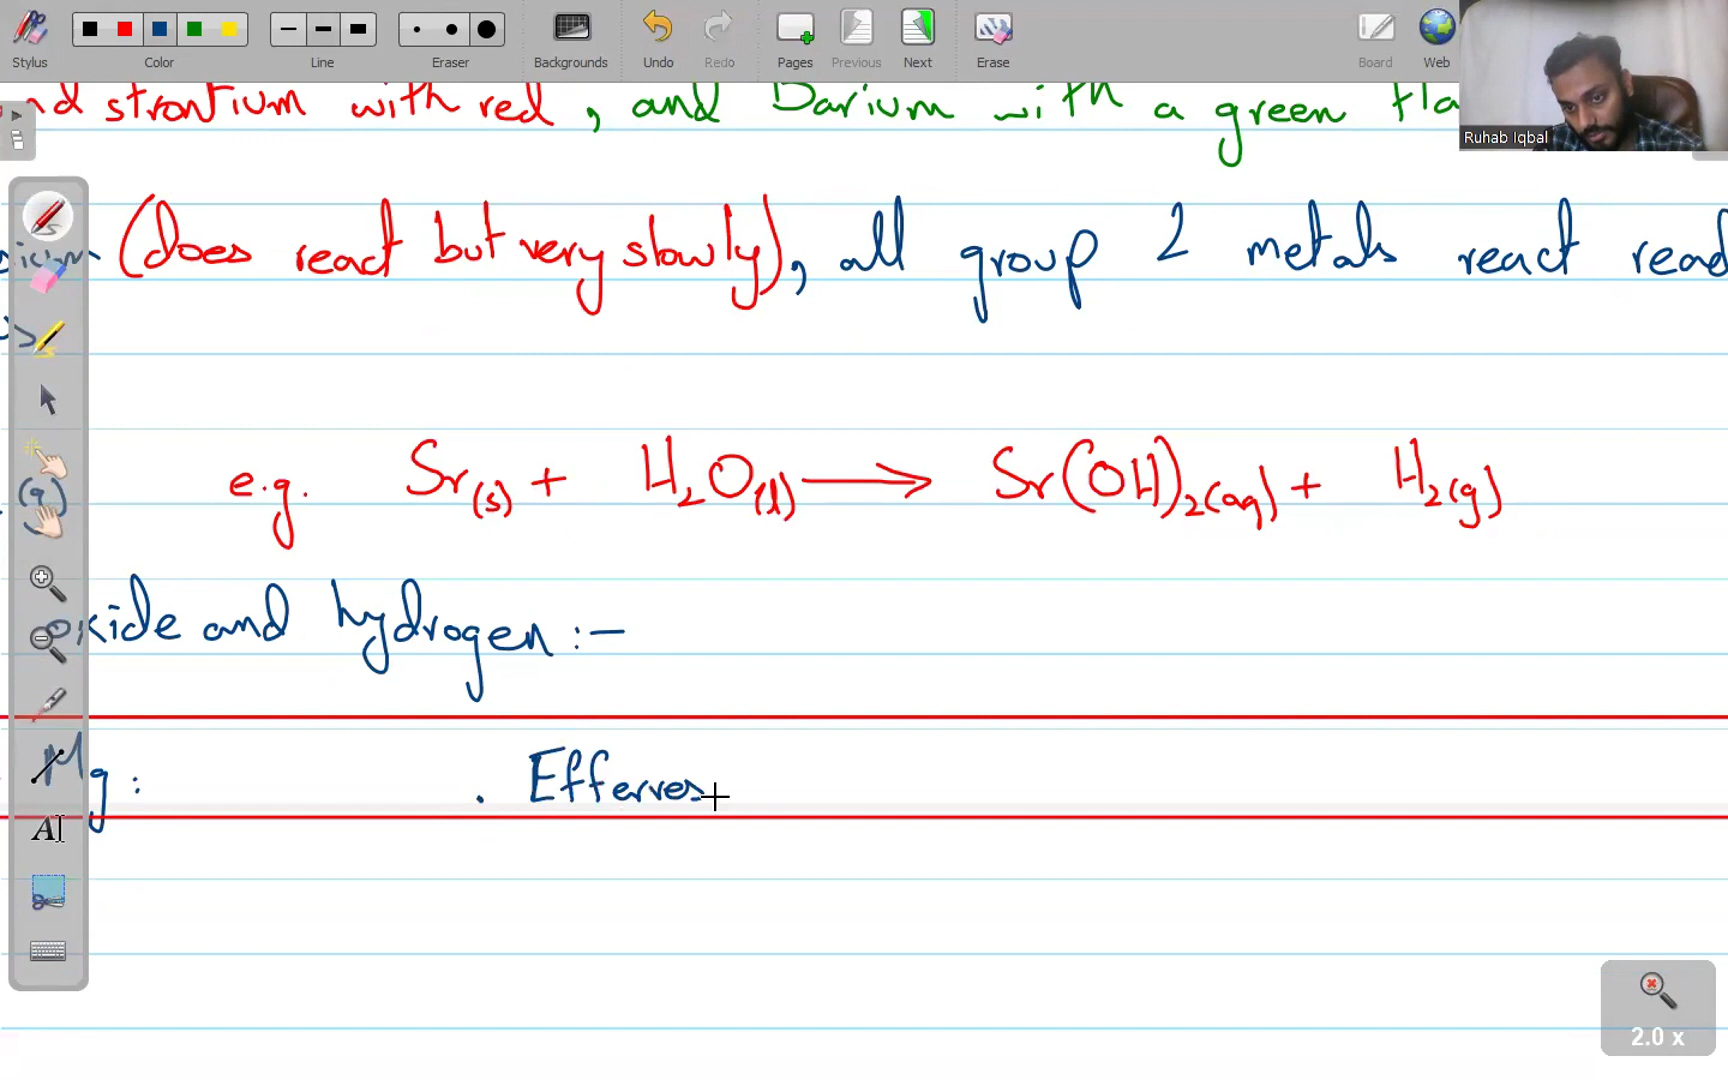 Stylus Color Line Eraser Backgrounds Undo Redo Pages Previous Next Erase Board Web
Ruhab Iqbal
nd strontium with red, and Barium with a green fla
(does react but very slowly), all group 2 metals react read
e.g. Sr(s) + H₂O(l) ⟶ Sr(OH)₂(aq) + H₂(g)
(g)
oxide and hydrogen :-
Mg: . Efferves
2.0 x